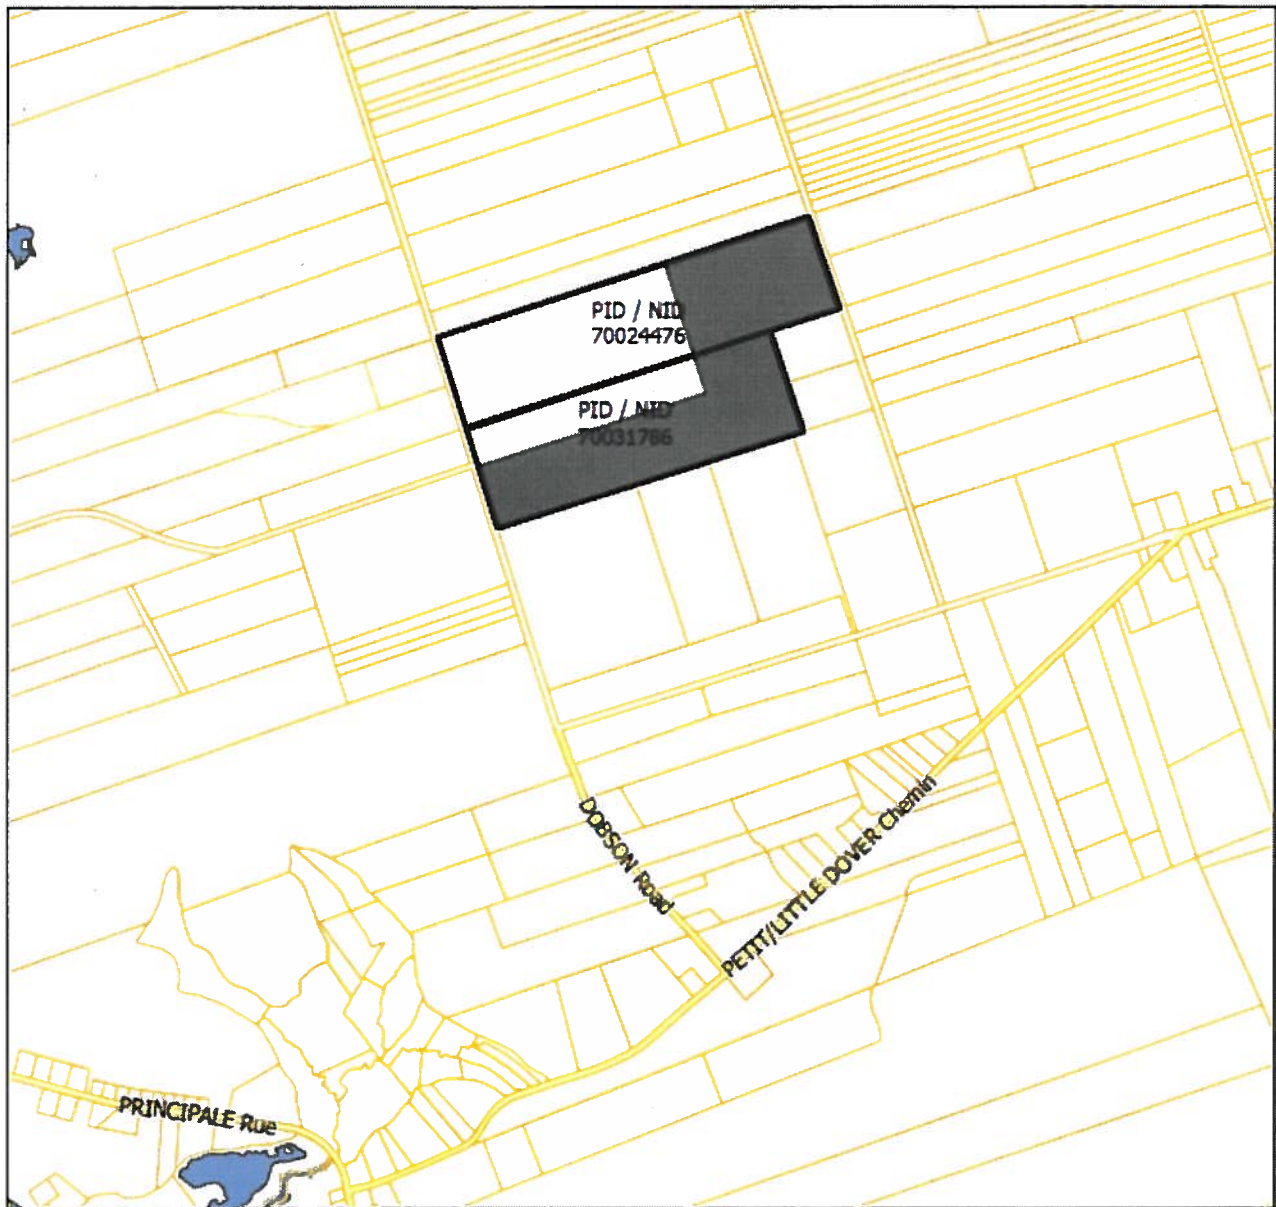 PID / NID
70024476
PID / NID
70031786
DOBSON Road
PETIT/LITTLE DOVER Chemin
PRINCIPALE Rue